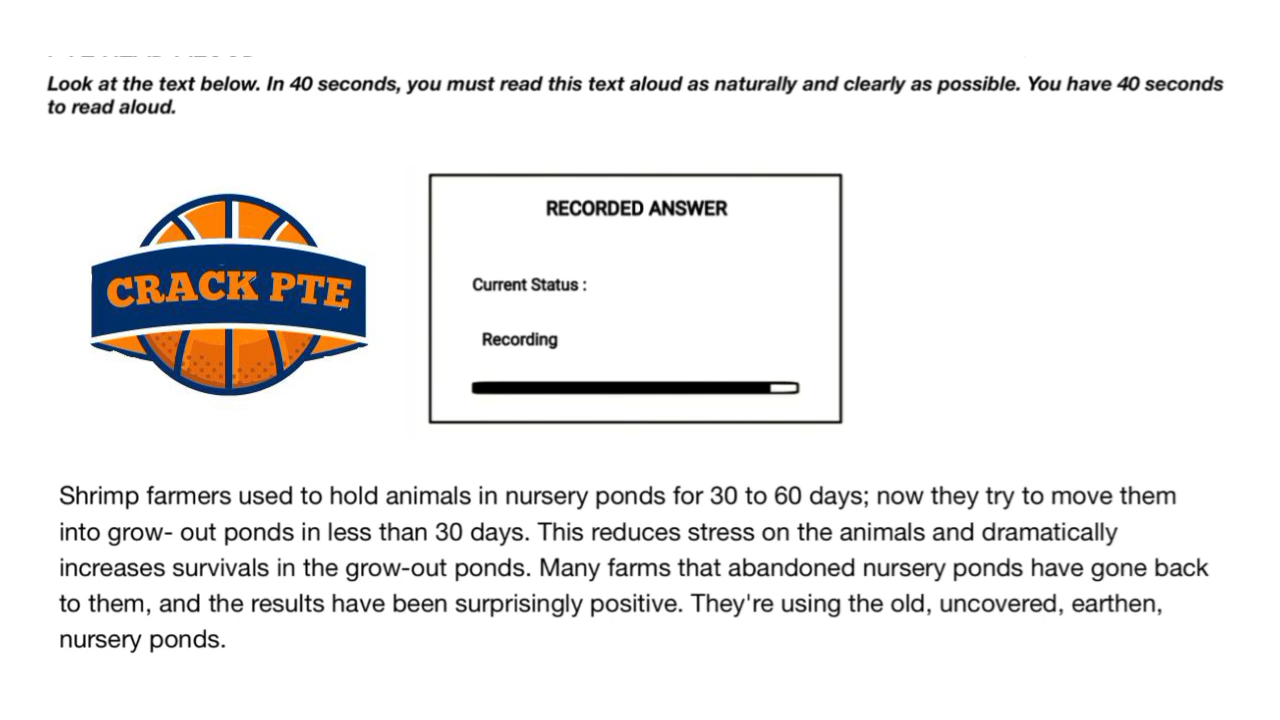 Look at the text below. In 40 seconds, you must read this text aloud as naturally and clearly as possible. You have 40 seconds
to read aloud.
CRACK PTE
RECORDED ANSWER
Current Status :
Recording
Shrimp farmers used to hold animals in nursery ponds for 30 to 60 days; now they try to move them
into grow- out ponds in less than 30 days. This reduces stress on the animals and dramatically
increases survivals in the grow-out ponds. Many farms that abandoned nursery ponds have gone back
to them, and the results have been surprisingly positive. They're using the old, uncovered, earthen,
nursery ponds.